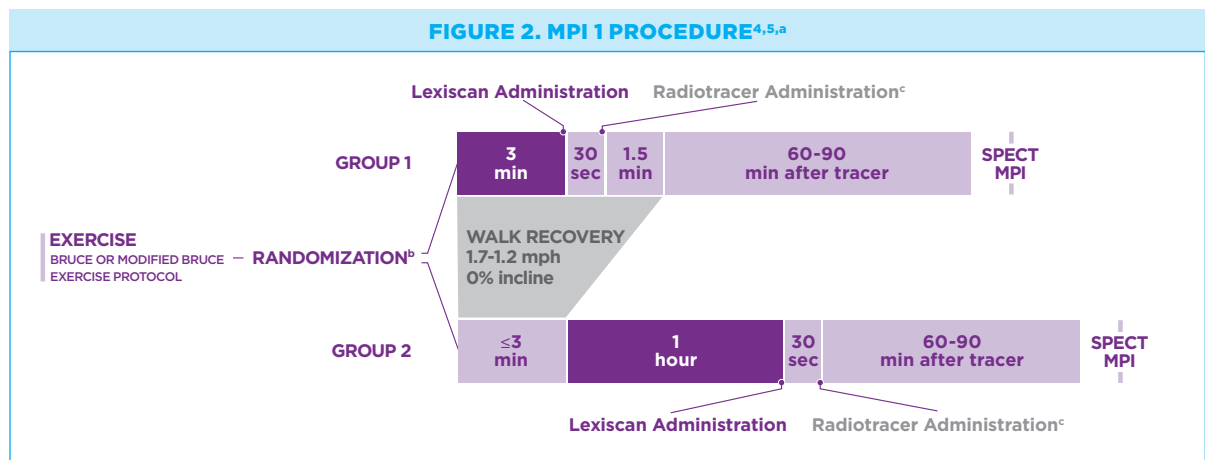 FIGURE 2. MPI 1 PROCEDURE4,5,a
Lexiscan Administration
Radiotracer Administrationc
GROUP 1
3
min
30
sec
1.5
min
60-90
min after tracer
SPECT
MPI
EXERCISE
BRUCE OR MODIFIED BRUCE
EXERCISE PROTOCOL
RANDOMIZATIONb
WALK RECOVERY
1.7-1.2 mph
0% incline
GROUP 2
≤3
min
1
hour
30
sec
60-90
min after tracer
SPECT
MPI
Lexiscan Administration
Radiotracer Administrationc